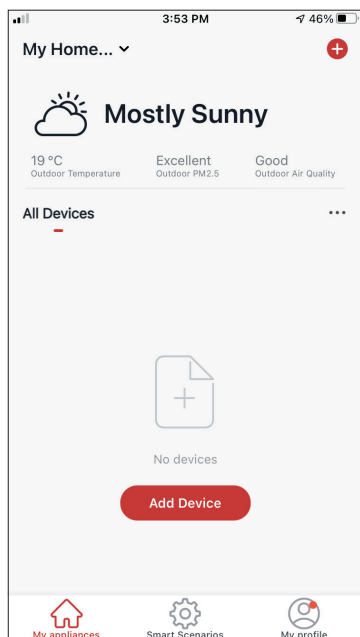 3:53 PM
46%
My Home...
Mostly Sunny
19 °C
Outdoor Temperature
Excellent
Outdoor PM2.5
Good
Outdoor Air Quality
All Devices
No devices
Add Device
My appliances
Smart Scenarios
My profile